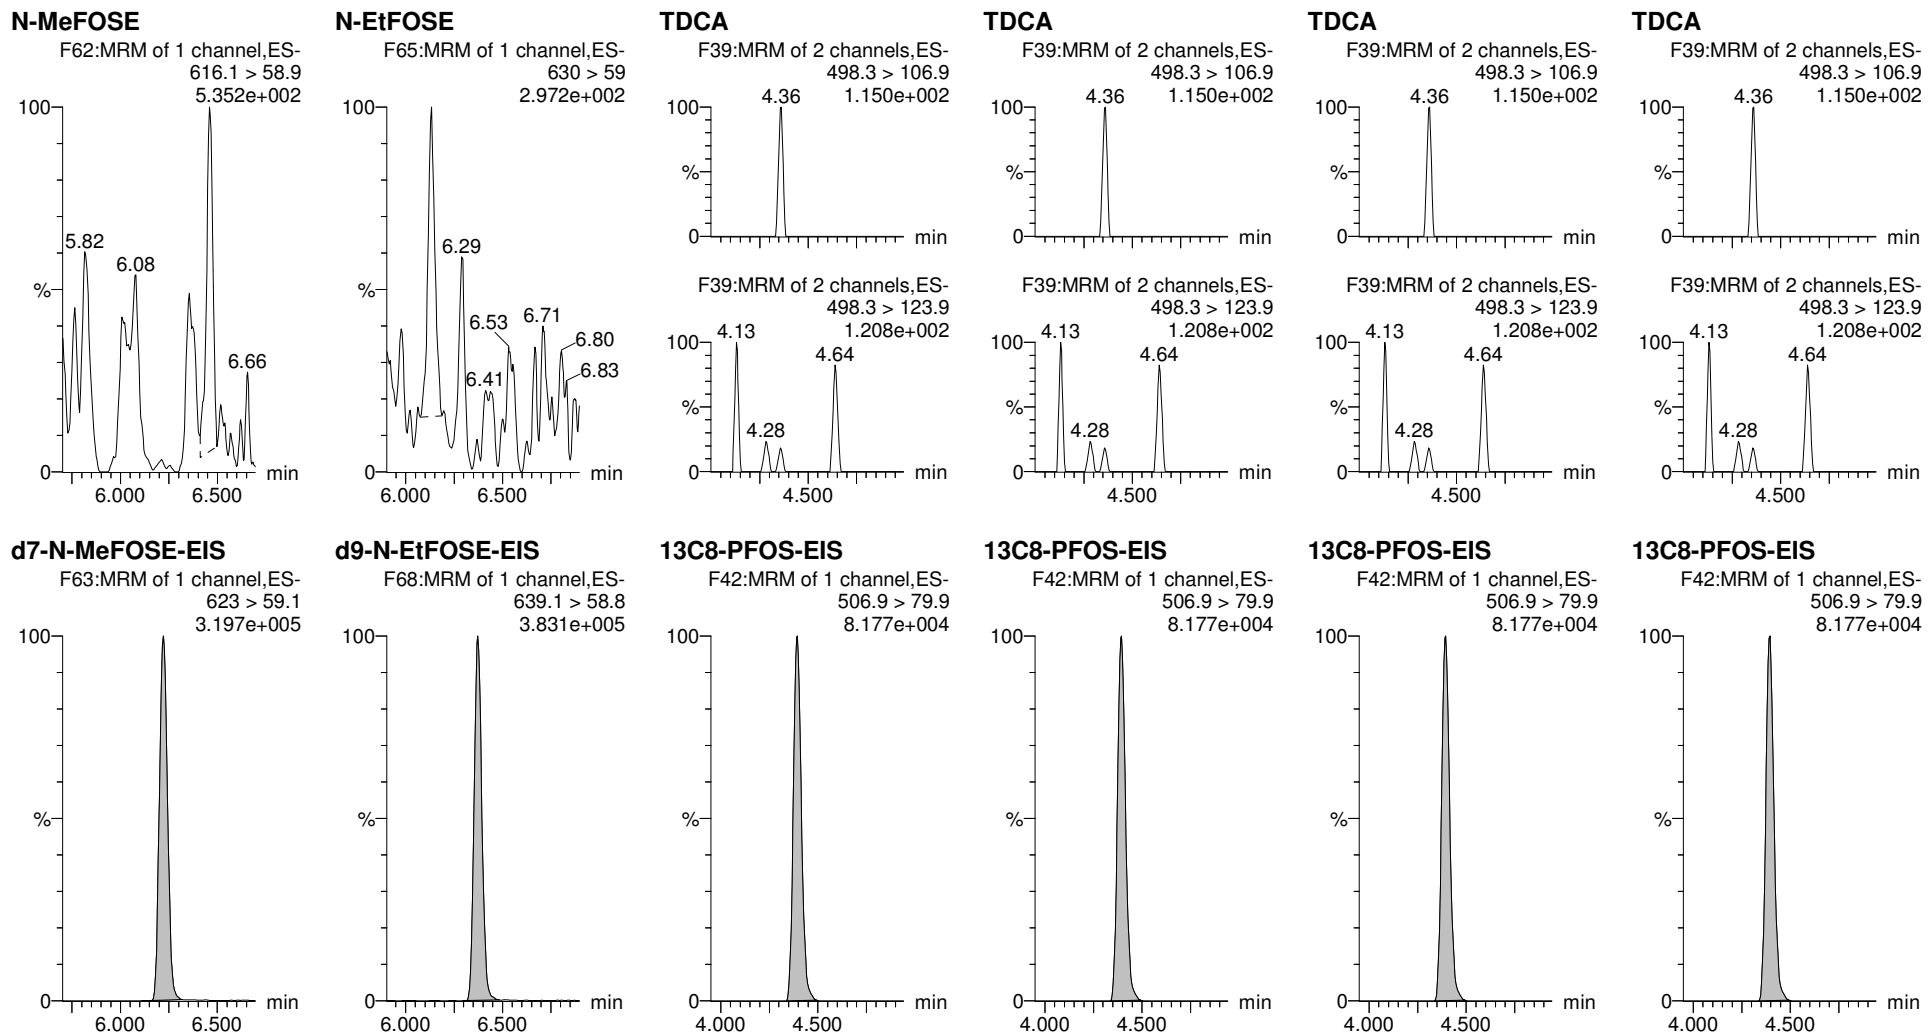 N-MeFOSE
F62:MRM of 1 channel,ES-
616.1 > 58.9
5.352e+002
100
5.82
6.08
6.66
%
0
min
6.000
6.500
N-EtFOSE
F65:MRM of 1 channel,ES-
630 > 59
2.972e+002
100
6.29
6.53
6.41
6.71
6.80
6.83
%
0
min
6.000
6.500
TDCA
F39:MRM of 2 channels,ES-
498.3 > 106.9
1.150e+002
100
4.36
%
0
min
F39:MRM of 2 channels,ES-
498.3 > 123.9
1.208e+002
4.13
100
4.64
%
4.28
0
min
4.500
TDCA
F39:MRM of 2 channels,ES-
498.3 > 106.9
1.150e+002
100
4.36
%
0
min
F39:MRM of 2 channels,ES-
498.3 > 123.9
1.208e+002
4.13
100
4.64
%
4.28
0
min
4.500
TDCA
F39:MRM of 2 channels,ES-
498.3 > 106.9
1.150e+002
100
4.36
%
0
min
F39:MRM of 2 channels,ES-
498.3 > 123.9
1.208e+002
4.13
100
4.64
%
4.28
0
min
4.500
TDCA
F39:MRM of 2 channels,ES-
498.3 > 106.9
1.150e+002
100
4.36
%
0
min
F39:MRM of 2 channels,ES-
498.3 > 123.9
1.208e+002
4.13
100
4.64
%
4.28
0
min
4.500
d7-N-MeFOSE-EIS
F63:MRM of 1 channel,ES-
623 > 59.1
3.197e+005
100
%
0
min
6.000
6.500
d9-N-EtFOSE-EIS
F68:MRM of 1 channel,ES-
639.1 > 58.8
3.831e+005
100
%
0
min
6.000
6.500
13C8-PFOS-EIS
F42:MRM of 1 channel,ES-
506.9 > 79.9
8.177e+004
100
%
0
min
4.000
4.500
13C8-PFOS-EIS
F42:MRM of 1 channel,ES-
506.9 > 79.9
8.177e+004
100
%
0
min
4.000
4.500
13C8-PFOS-EIS
F42:MRM of 1 channel,ES-
506.9 > 79.9
8.177e+004
100
%
0
min
4.000
4.500
13C8-PFOS-EIS
F42:MRM of 1 channel,ES-
506.9 > 79.9
8.177e+004
100
%
0
min
4.000
4.500